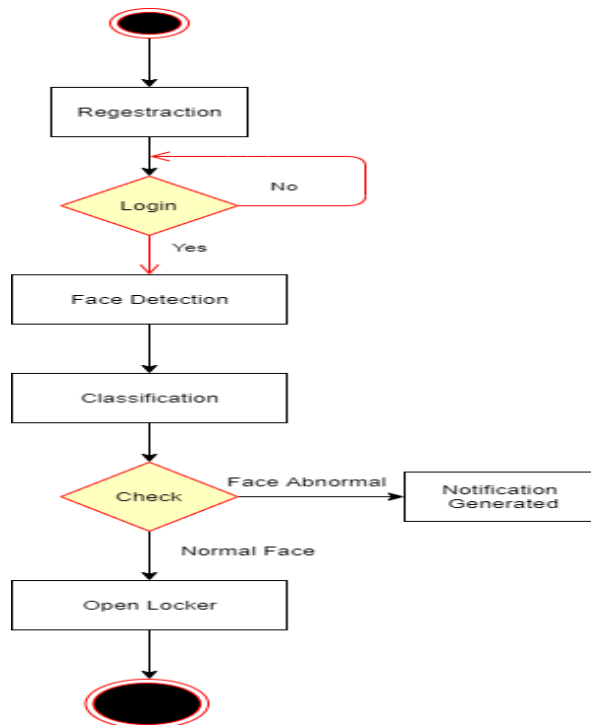 Regestraction
No
Login
Yes
Face Detection
Classification
Face Abnormal
Check
Notification
Generated
Normal Face
Open Locker